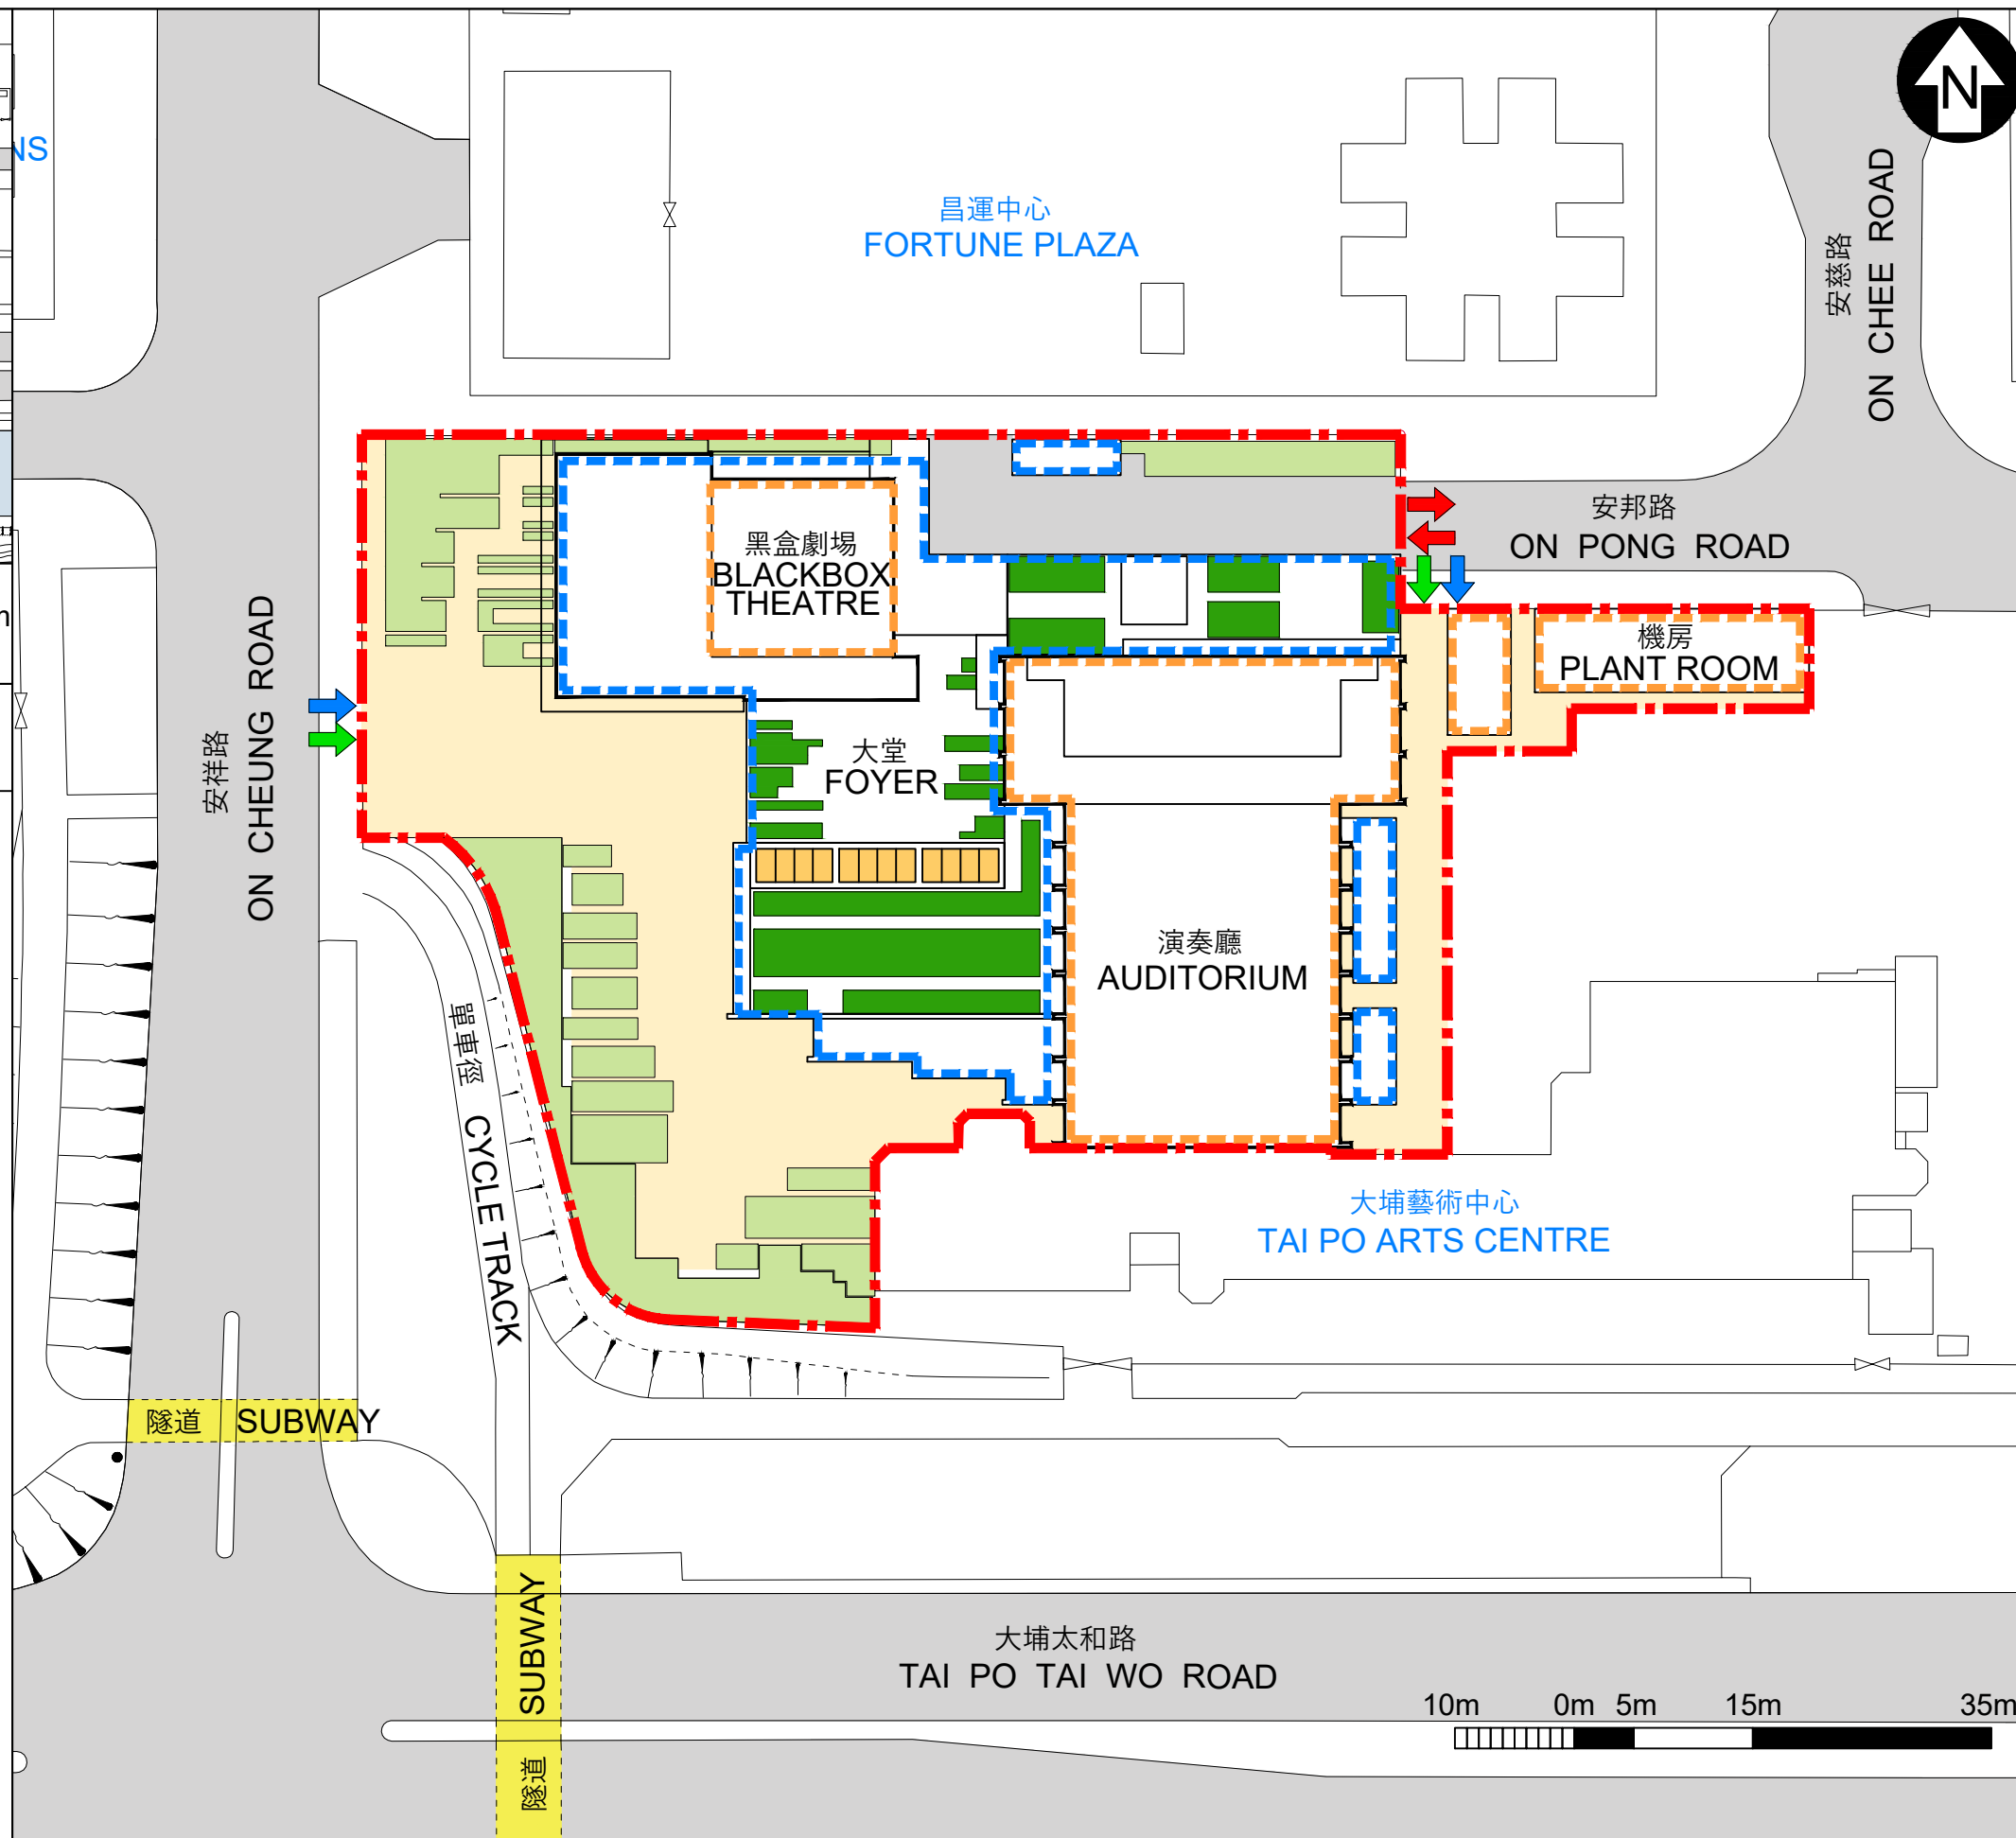 NS
N
昌運中心
FORTUNE PLAZA
安慈路
ON CHEE ROAD
安邦路
ON PONG ROAD
黑盒劇場
BLACKBOX
THEATRE
機房
PLANT ROOM
大堂
FOYER
安祥路
ON CHEUNG ROAD
演奏廳
AUDITORIUM
單車徑 CYCLE TRACK
大埔藝術中心
TAI PO ARTS CENTRE
隧道 SUBWAY
SUBWAY
隧道
大埔太和路
TAI PO TAI WO ROAD
10m 0m 5m 15m 35m